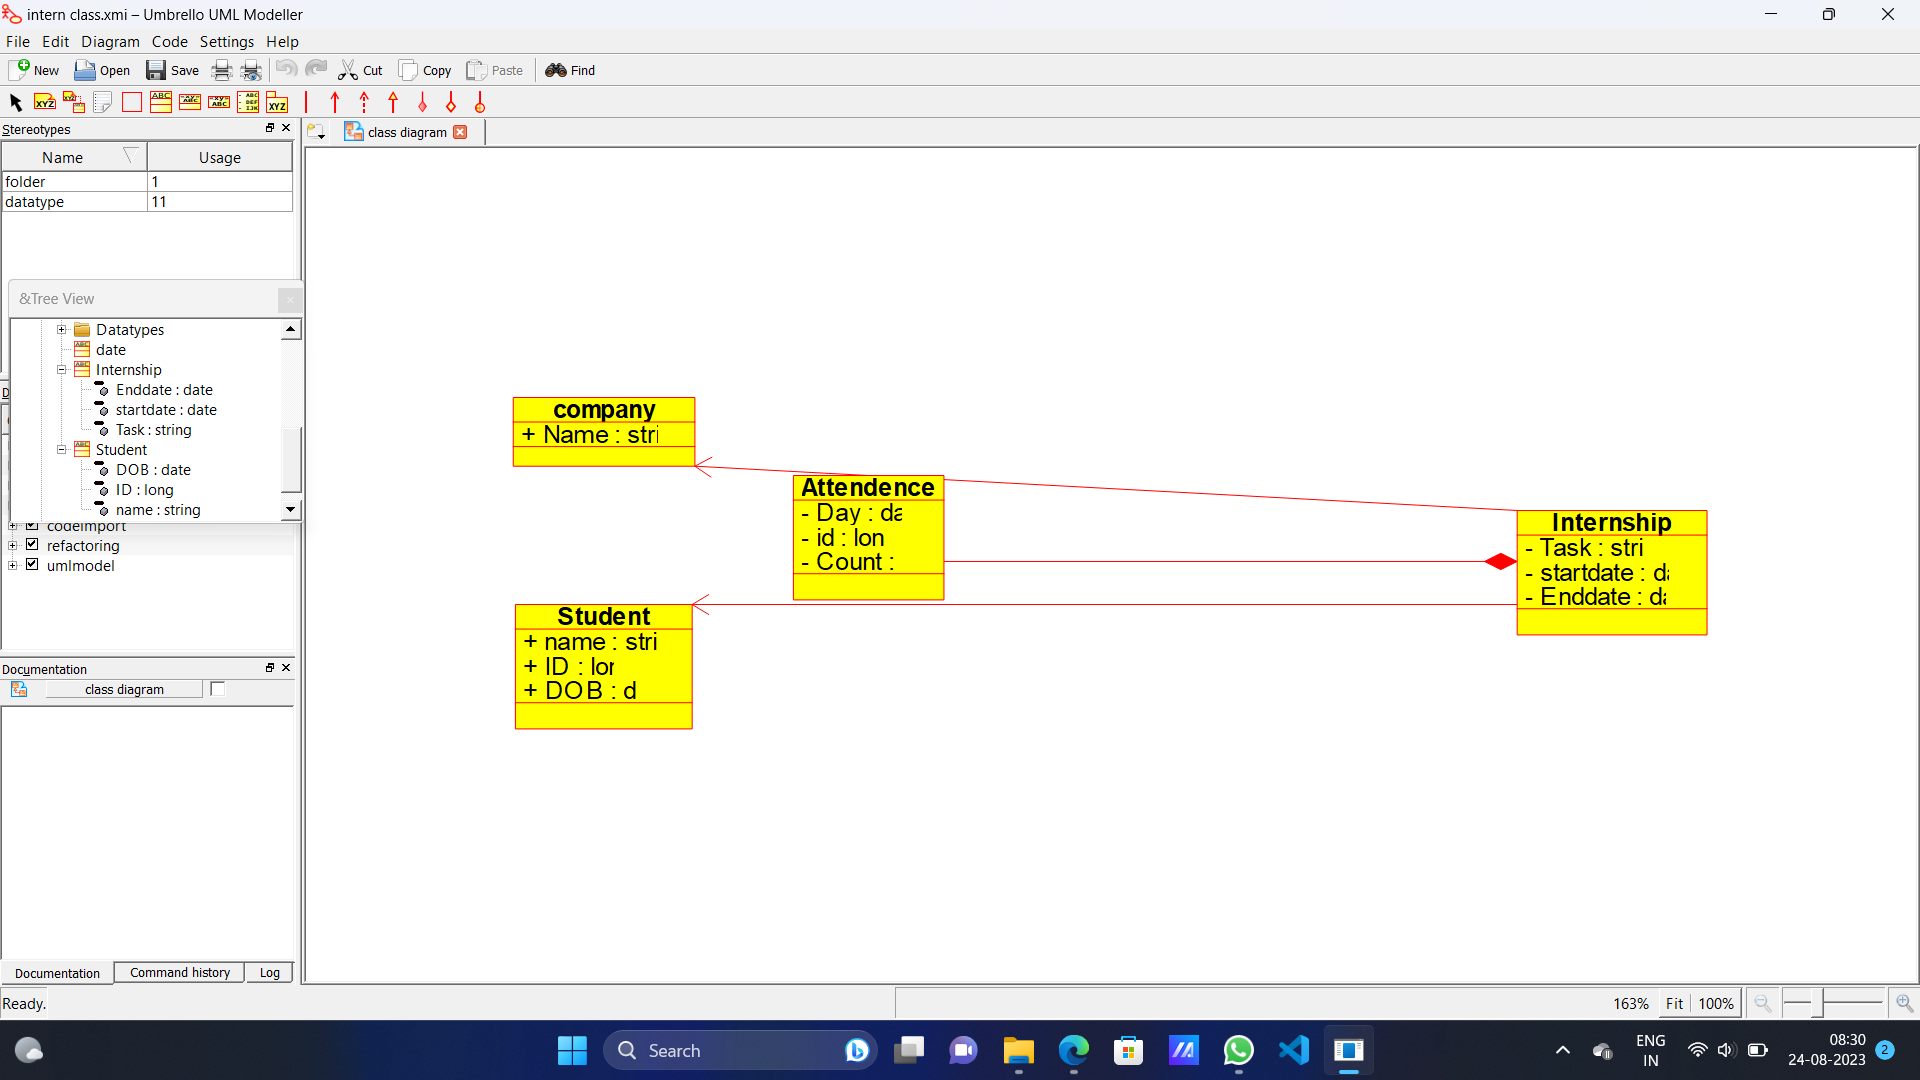 intern class.xmi – Umbrello UML Modeller
File Edit Diagram Code Settings Help
New Open Save Cut Copy Paste Find
Stereotypes
class diagram
Name Usage
folder 1
datatype 11
&Tree View
Datatypes
date
Internship
Enddate : date
startdate : date
Task : string
Student
DOB : date
ID : long
name : string
codeimport
refactoring
umlmodel
Documentation
class diagram
Documentation Command history Log
company
+ Name : stri
Attendence
- Day : da
- id : lon
- Count :
Internship
- Task : stri
- startdate : da
- Enddate : da
Student
+ name : stri
+ ID : lor
+ DOB : d
Ready.
163% Fit 100%
Search
ENG
IN
08:30
24-08-2023
2